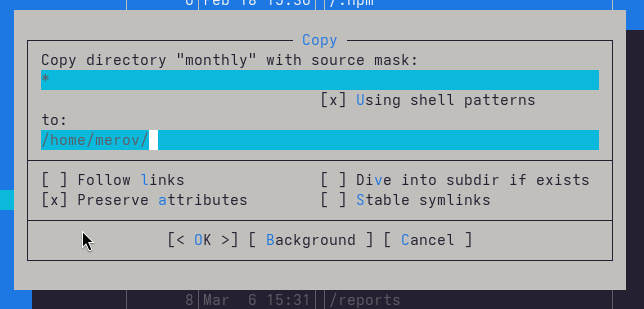 6 Feb 18 15:36 /.npm
Copy
Copy directory "monthly" with source mask:
*
[x] Using shell patterns
to:
/home/merov/
[ ] Follow links [ ] Dive into subdir if exists
[x] Preserve attributes [ ] Stable symlinks
[< OK >] [ Background ] [ Cancel ]
8 Mar 6 15:31 /reports